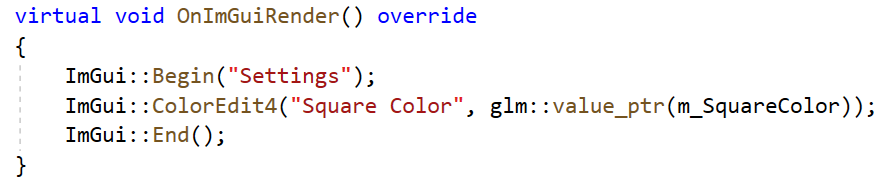 virtual void OnImGuiRender() override
{
    ImGui::Begin("Settings");
    ImGui::ColorEdit4("Square Color", glm::value_ptr(m_SquareColor));
    ImGui::End();
}